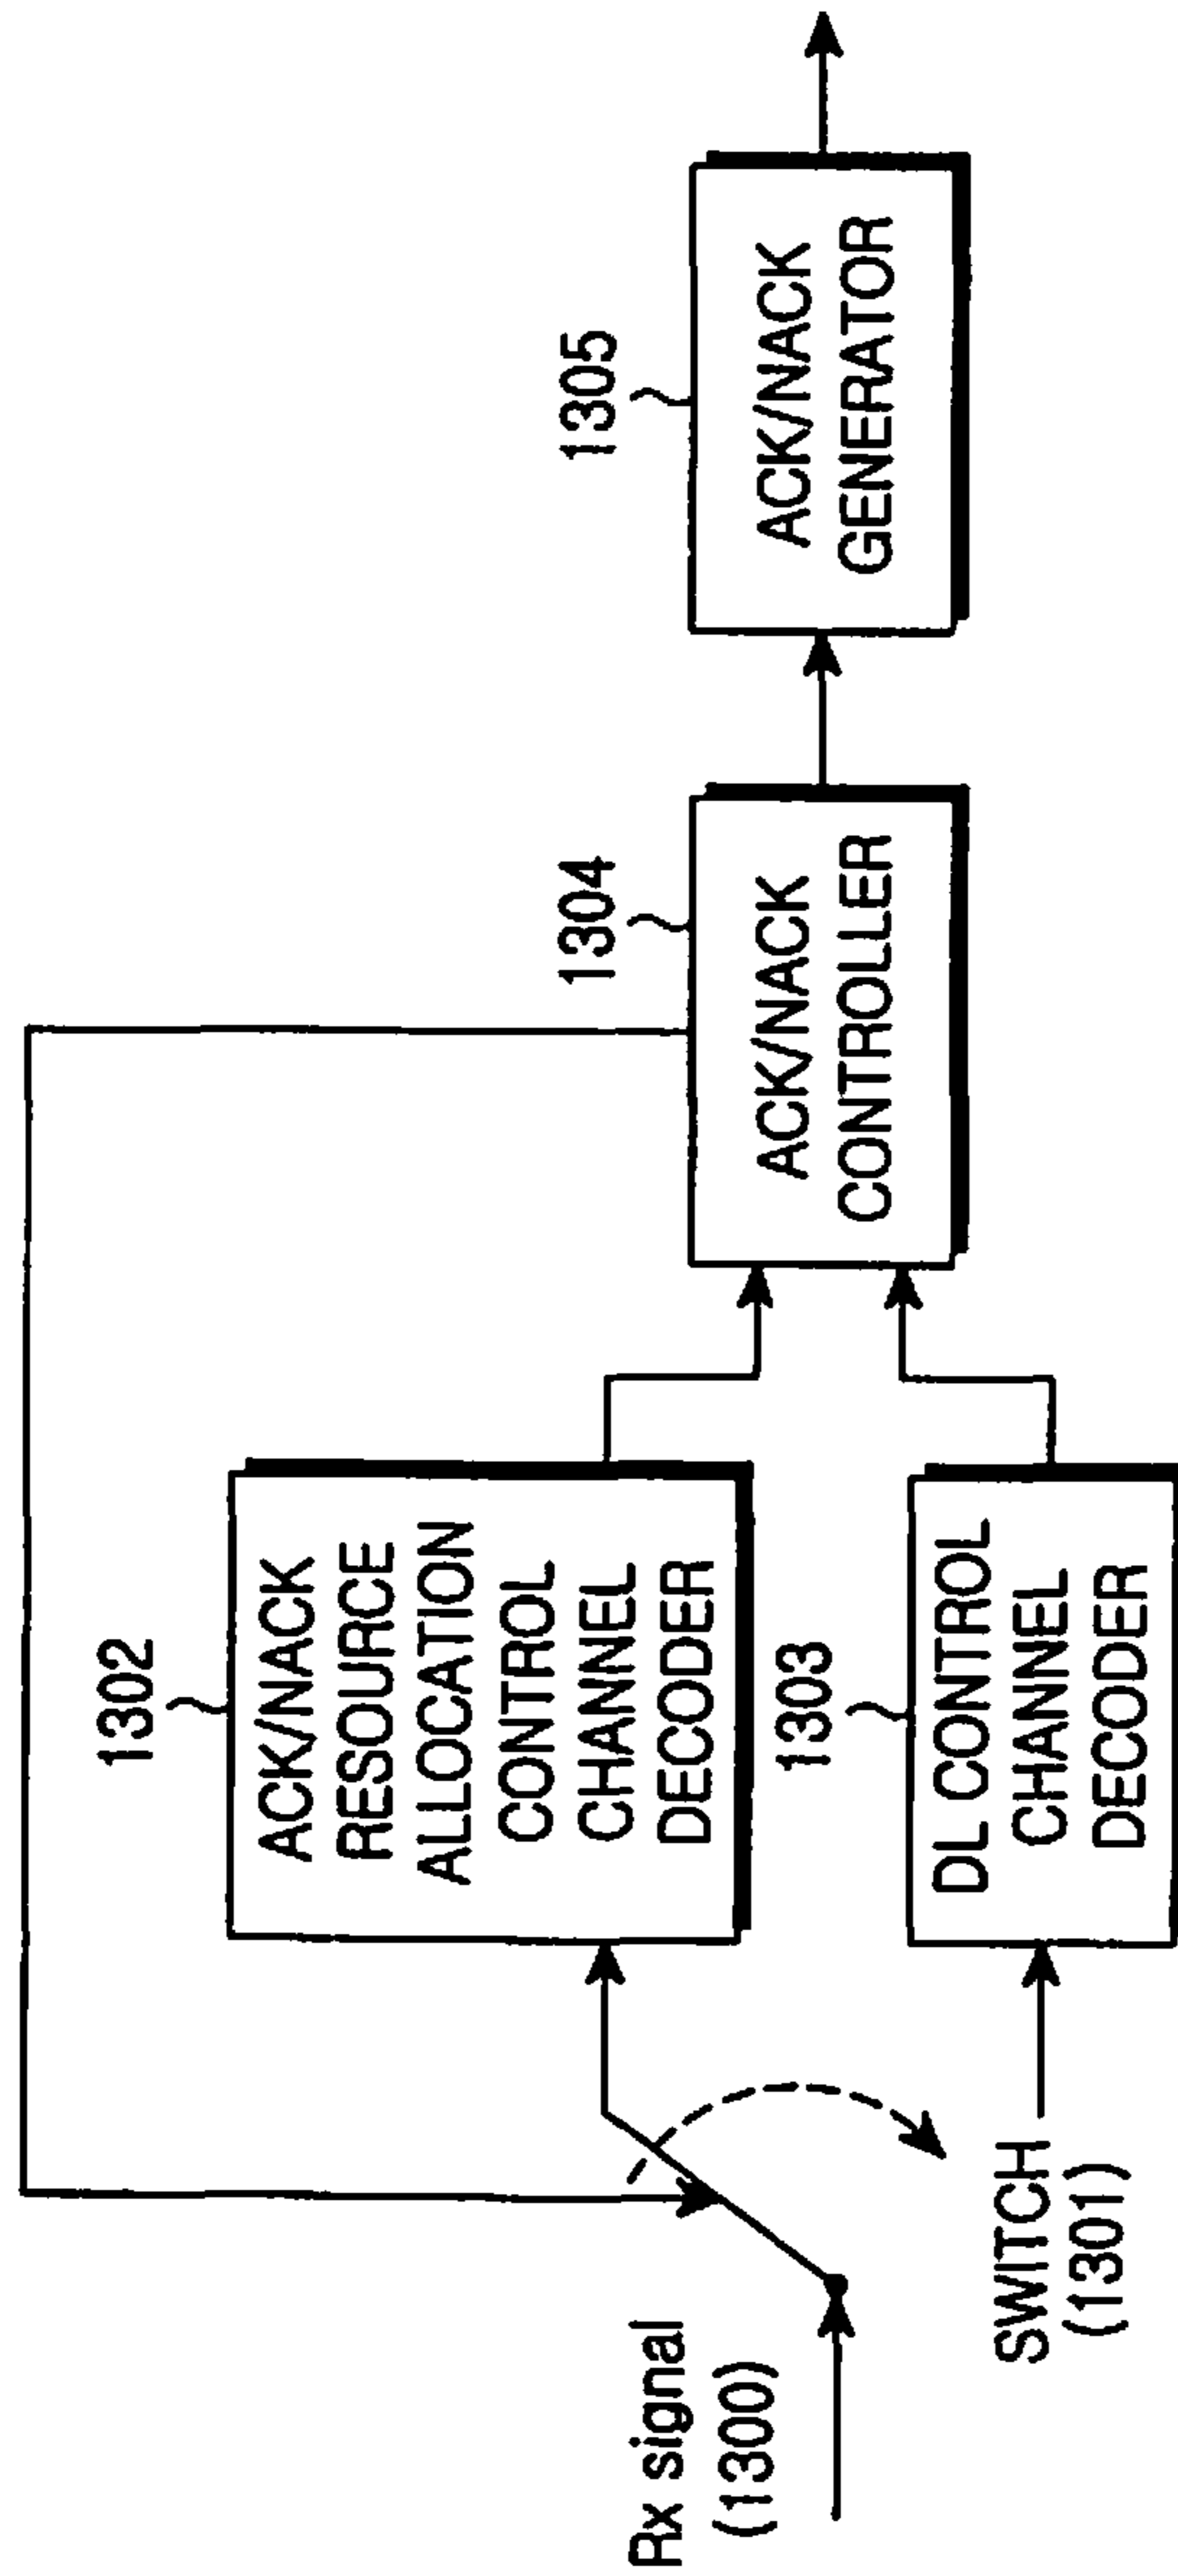 Rx signal
(1300)
SWITCH
(1301)
1302
ACK/NACK
RESOURCE
ALLOCATION
CONTROL
CHANNEL
DECODER
1303
DL CONTROL
CHANNEL
DECODER
1304
ACK/NACK
CONTROLLER
1305
ACK/NACK
GENERATOR